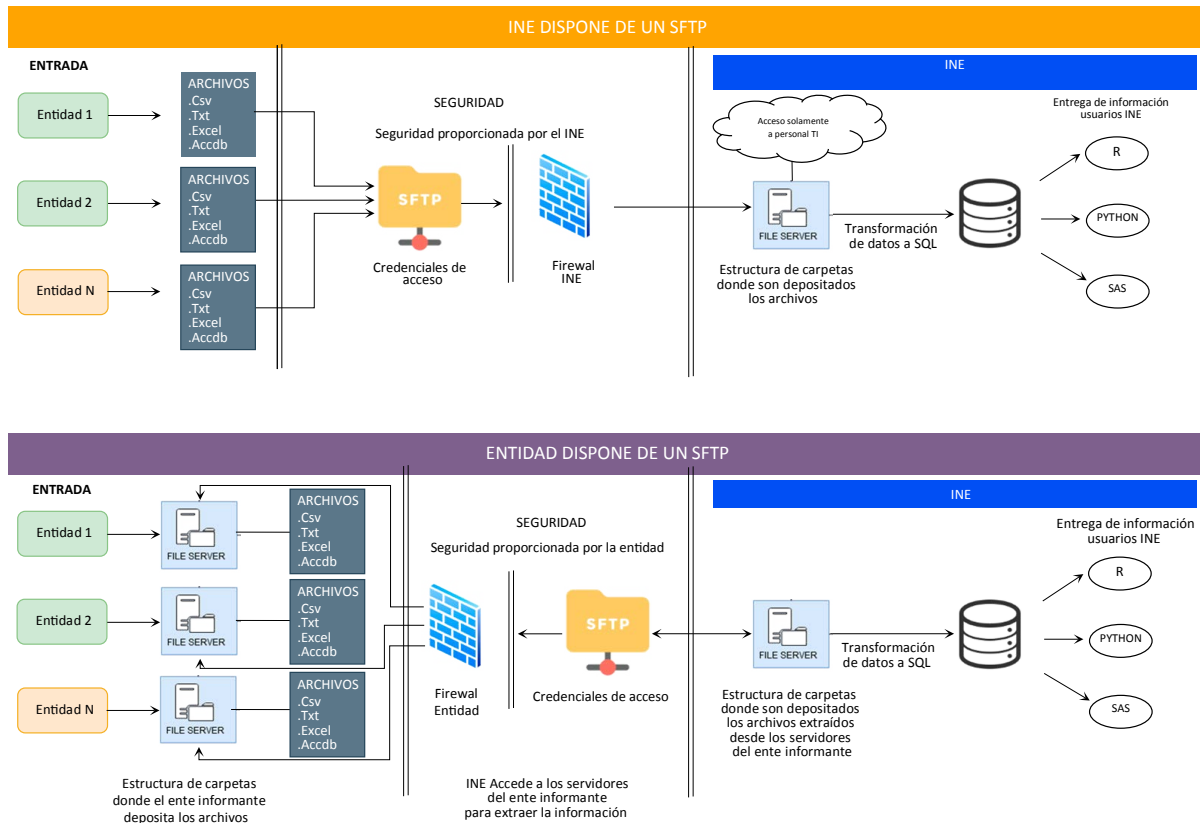 INE DISPONE DE UN SFTP
ENTRADA
Entidad 1
Entidad 2
Entidad N
ARCHIVOS
.Csv
.Txt
.Excel
.Accdb
ARCHIVOS
.Csv
.Txt
.Excel
.Accdb
ARCHIVOS
.Csv
.Txt
.Excel
.Accdb
SEGURIDAD
Seguridad proporcionada por el INE
SFTP
Credenciales de
acceso
Firewal
INE
INE
Acceso solamente
a personal TI
FILE SERVER
Estructura de carpetas
donde son depositados
los archivos
Transformación
de datos a SQL
Entrega de información
usuarios INE
R
PYTHON
SAS
ENTIDAD DISPONE DE UN SFTP
ENTRADA
Entidad 1
Entidad 2
Entidad N
FILE SERVER
FILE SERVER
FILE SERVER
Estructura de carpetas
donde el ente informante
deposita los archivos
ARCHIVOS
.Csv
.Txt
.Excel
.Accdb
ARCHIVOS
.Csv
.Txt
.Excel
.Accdb
ARCHIVOS
.Csv
.Txt
.Excel
.Accdb
SEGURIDAD
Seguridad proporcionada por la entidad
Firewal
Entidad
SFTP
Credenciales de acceso
INE Accede a los servidores
del ente informante
para extraer la información
INE
FILE SERVER
Estructura de carpetas
donde son depositados
los archivos extraídos
desde los servidores
del ente informante
Transformación
de datos a SQL
Entrega de información
usuarios INE
R
PYTHON
SAS